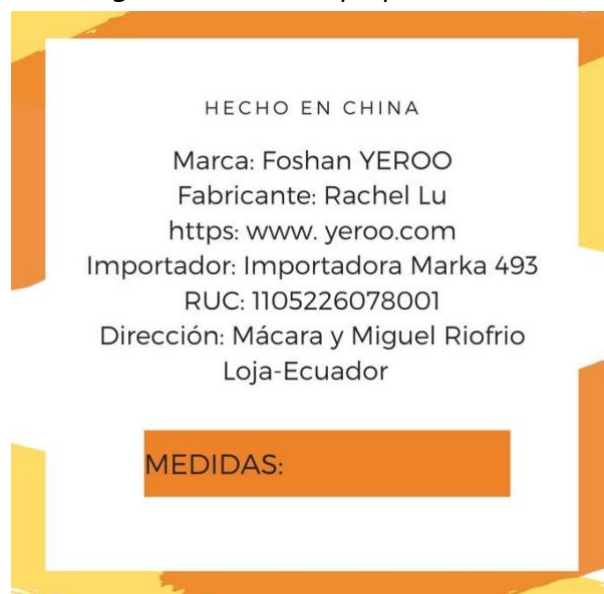 HECHO EN CHINA
Marca: Foshan YEROO
Fabricante: Rachel Lu
https: www. yeroo.com
Importador: Importadora Marka 493
RUC: 1105226078001
Dirección: Mácara y Miguel Riofrio
Loja-Ecuador
MEDIDAS: